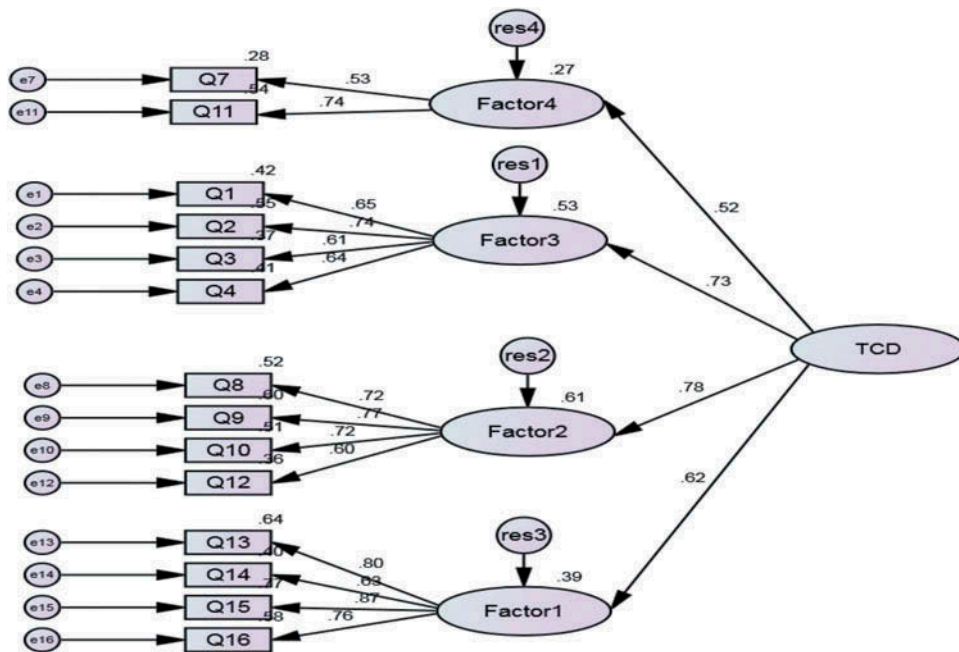 res4
.28
.27
e7
Q7
.53
Factor4
.54
e11
Q11
.74
res1
.42
.52
e1
Q1
.65
.53
.55
e2
Q2
.74
Factor3
.37
e3
Q3
.61
.41
.64
e4
Q4
.73
TCD
res2
.52
.78
e8
Q8
.72
.61
.60
e9
Q9
.77
Factor2
.51
e10
Q10
.72
.36
.60
e12
Q12
.62
res3
.64
e13
Q13
.80
.39
.40
e14
Q14
.63
.77
e15
Q15
.87
Factor1
.58
e16
Q16
.76